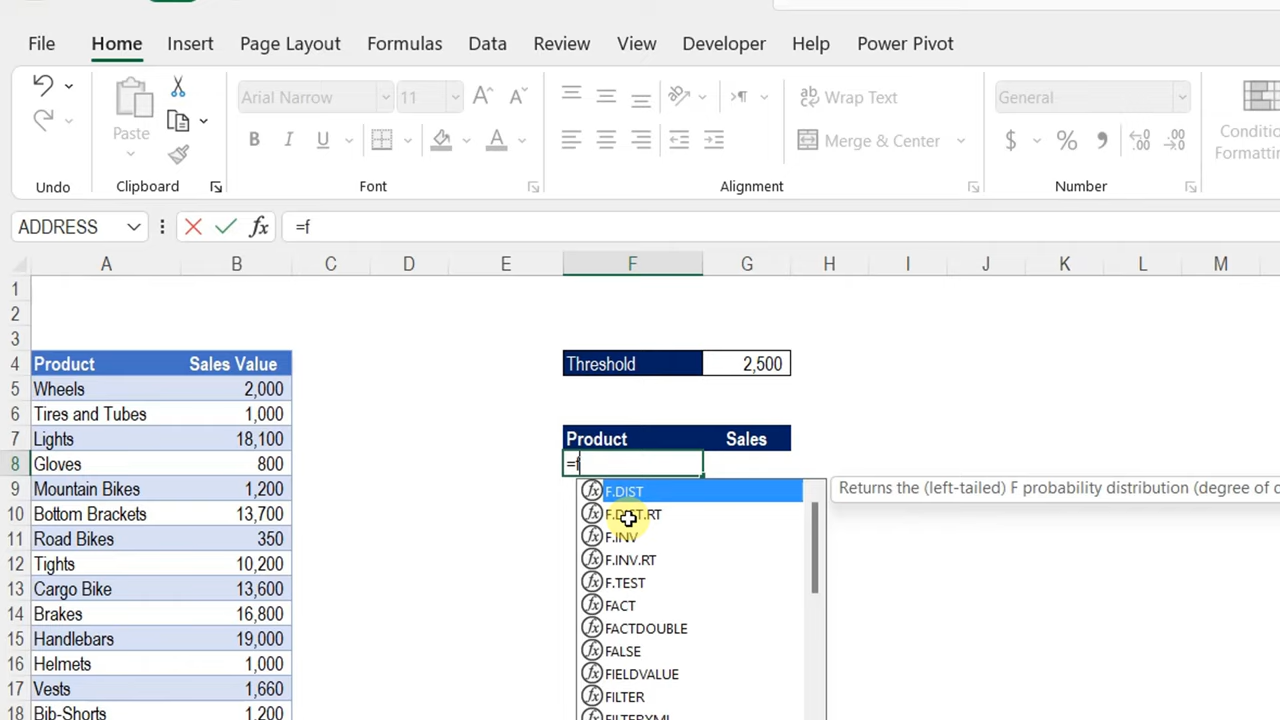 File Home Insert Page Layout Formulas Data Review View Developer Help Power Pivot
Arial Narrow 11 Wrap Text General
Paste B I U Merge & Center $ % Conditio
Formatting
Undo Clipboard Font Alignment Number
ADDRESS fx =f
A B C D E F G H I J K L M
1
2
3
4 Product Sales Value Threshold 2,500
5 Wheels 2,000
6 Tires and Tubes 1,000
7 Lights 18,100 Product Sales
8 Gloves 800 =f
9 Mountain Bikes 1,200 F.DIST Returns the (left-tailed) F probability distribution (degree of d
10 Bottom Brackets 13,700 F.DIST.RT
11 Road Bikes 350 F.INV
12 Tights 10,200 F.INV.RT
13 Cargo Bike 13,600 F.TEST
14 Brakes 16,800 FACT
15 Handlebars 19,000 FACTDOUBLE
16 Helmets 1,000 FALSE
17 Vests 1,660 FIELDVALUE
FILTER
18 Bib-Shorts 1,200 FILTERXML